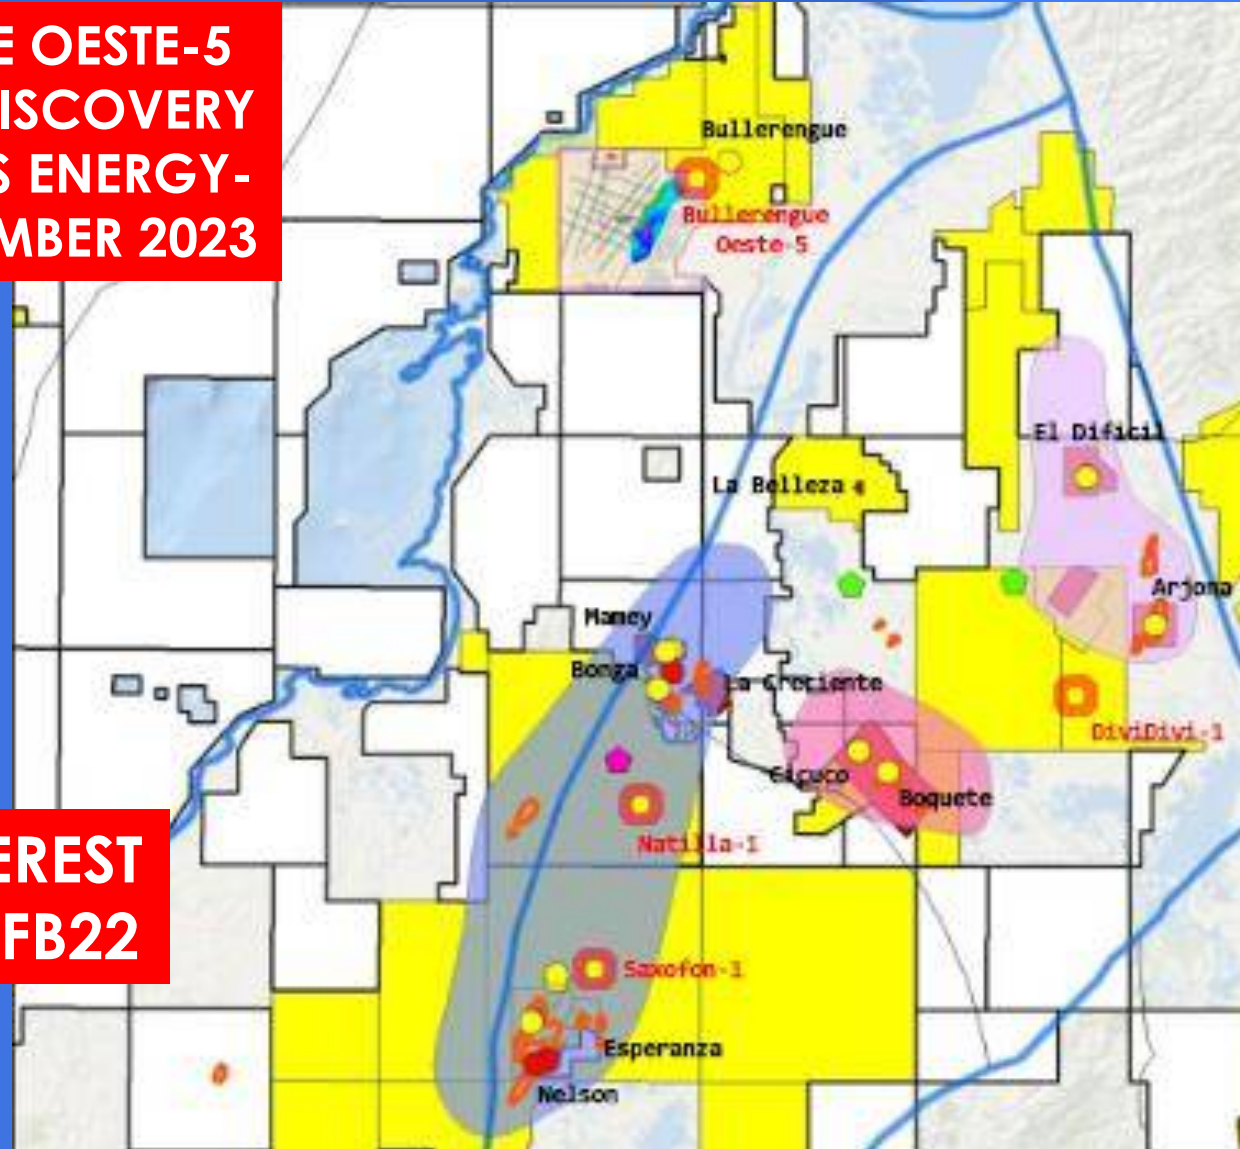 E OESTE-5
ISCOVERY
S ENERGY-
MBER 2023
Bullerengue
Bullerengue
Oeste-5
El Dificil
La Belleza
Arjona
Mamey
Bonga
La Creciente
DiviDivi-1
Cicuco
Boquete
Natilla-1
EREST
FB22
Saxofon-1
Esperanza
Nelson